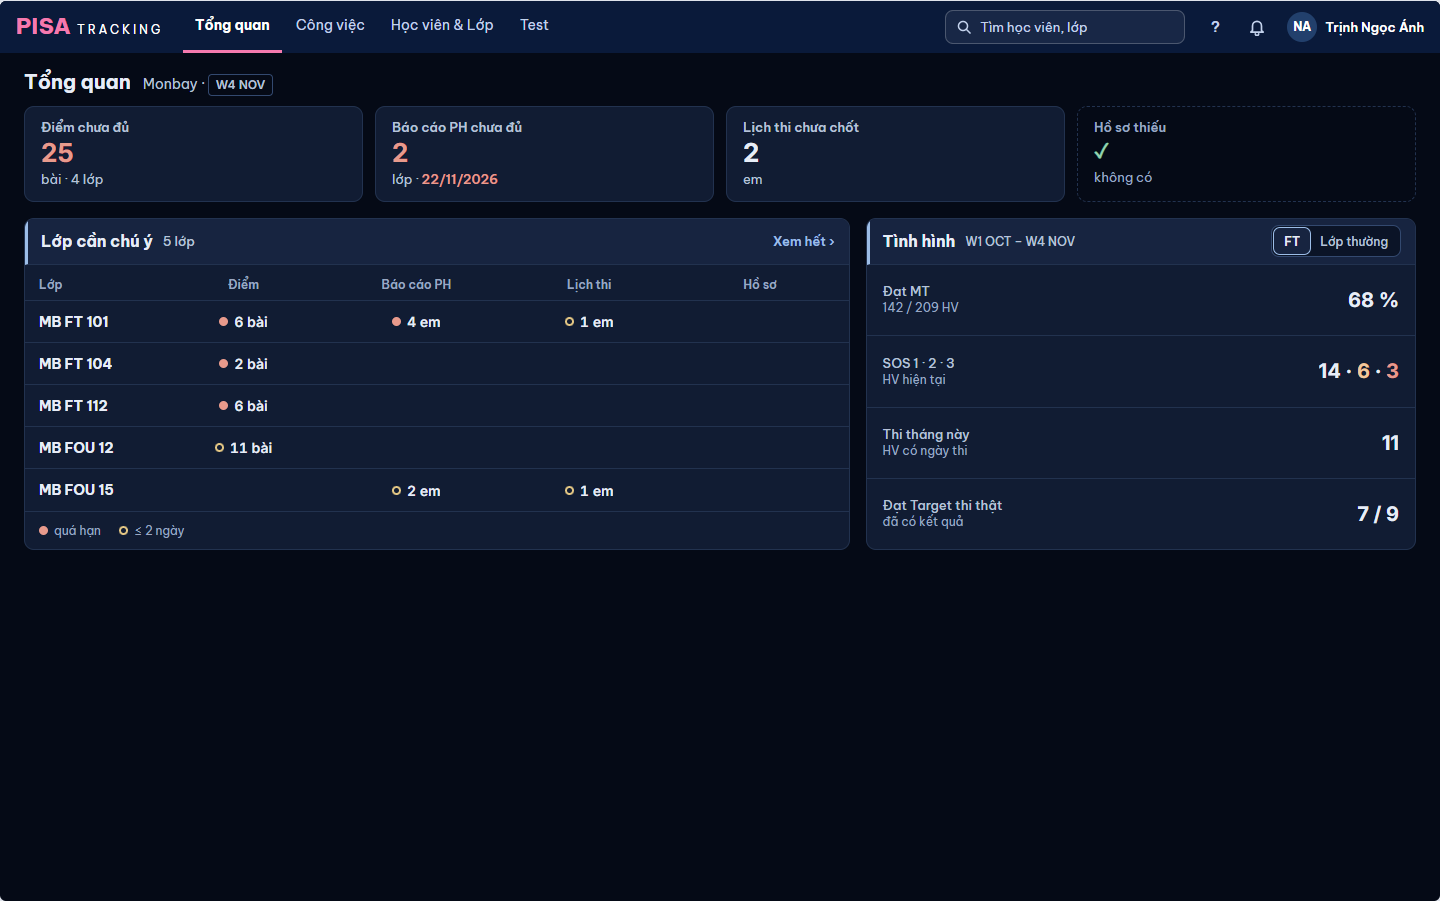 PISA TRACKING Tổng quan Công việc Học viên & Lớp Test Tìm học viên, lớp ? NA Trịnh Ngọc Ánh
Tổng quan Monbay · W4 NOV
Điểm chưa đủ
25
bài · 4 lớp
Báo cáo PH chưa đủ
2
lớp · 22/11/2026
Lịch thi chưa chốt
2
em
Hồ sơ thiếu
✓
không có
Lớp cần chú ý 5 lớp Xem hết ›
Lớp Điểm Báo cáo PH Lịch thi Hồ sơ
MB FT 101 6 bài 4 em 1 em
MB FT 104 2 bài
MB FT 112 6 bài
MB FOU 12 11 bài
MB FOU 15 2 em 1 em
quá hạn ≤ 2 ngày
Tình hình W1 OCT – W4 NOV FT Lớp thường
Đạt MT
142 / 209 HV
68 %
SOS 1 · 2 · 3
HV hiện tại
14 · 6 · 3
Thi tháng này
HV có ngày thi
11
Đạt Target thi thật
đã có kết quả
7 / 9